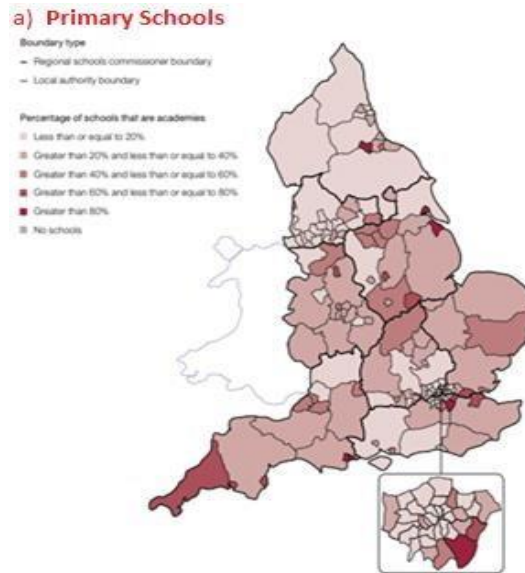 a) Primary Schools
Boundary type
Regional schools commissioner boundary
Local authority boundary
Percentage of schools that are academies
Less than or equal to 20%
Greater than 20% and less than or equal to 40%
Greater than 40% and less than or equal to 60%
Greater than 60% and less than or equal to 80%
Greater than 80%
No schools